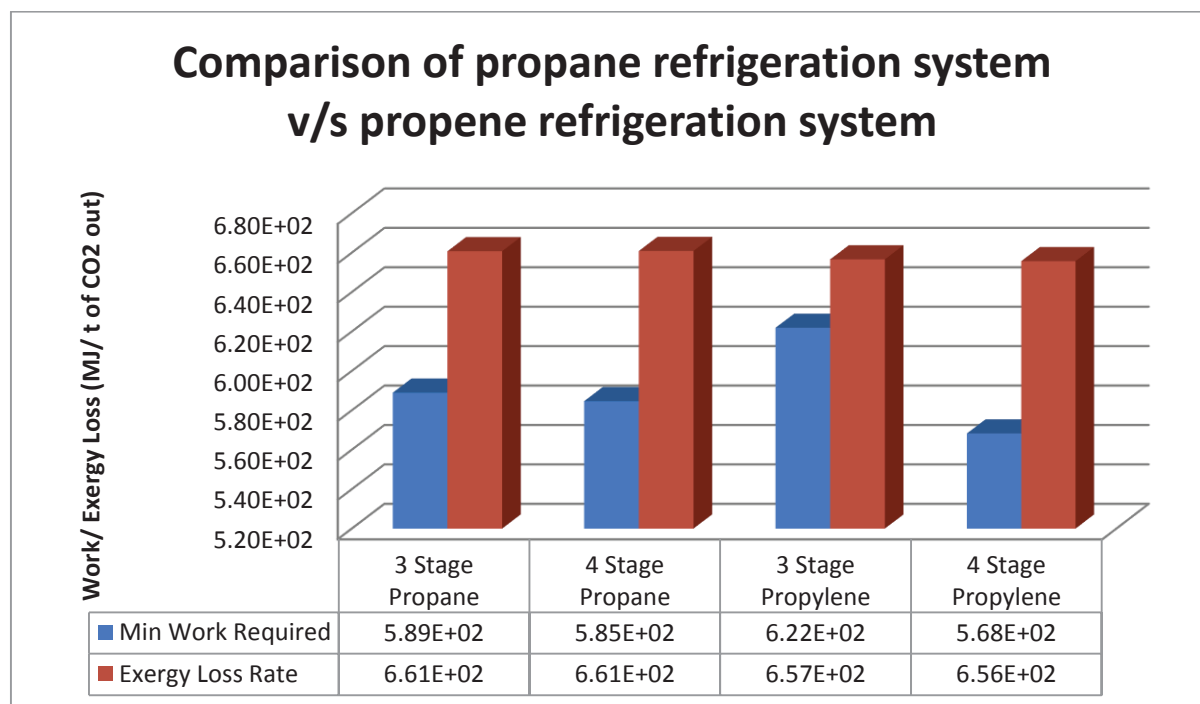 Comparison of propane refrigeration system
v/s propene refrigeration system
Work/ Exergy Loss (MJ/ t of CO2 out)
6.80E+02
6.60E+02
6.40E+02
6.20E+02
6.00E+02
5.80E+02
5.60E+02
5.40E+02
5.20E+02
3 Stage Propane 4 Stage Propane 3 Stage Propylene 4 Stage Propylene
Min Work Required 5.89E+02 5.85E+02 6.22E+02 5.68E+02
Exergy Loss Rate 6.61E+02 6.61E+02 6.57E+02 6.56E+02